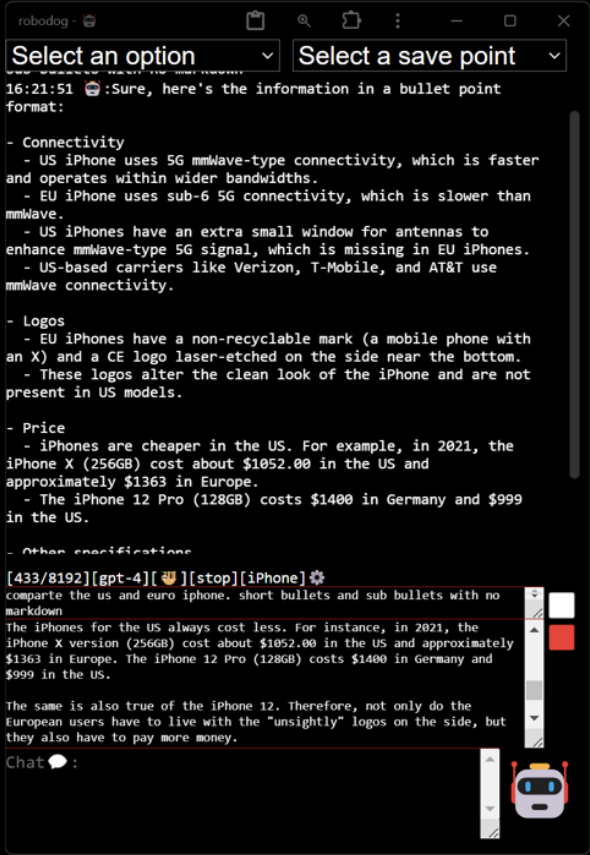 robodog -
Select an option
Select a save point
sub bullets with no markdown
16:21:51 :Sure, here's the information in a bullet point
format:
- Connectivity
- US iPhone uses 5G mmWave-type connectivity, which is faster
and operates within wider bandwidths.
- EU iPhone uses sub-6 5G connectivity, which is slower than
mmWave.
- US iPhones have an extra small window for antennas to
enhance mmWave-type 5G signal, which is missing in EU iPhones.
- US-based carriers like Verizon, T-Mobile, and AT&T use
mmWave connectivity.
- Logos
- EU iPhones have a non-recyclable mark (a mobile phone with
an X) and a CE logo laser-etched on the side near the bottom.
- These logos alter the clean look of the iPhone and are not
present in US models.
- Price
- iPhones are cheaper in the US. For example, in 2021, the
iPhone X (256GB) cost about $1052.00 in the US and
approximately $1363 in Europe.
- The iPhone 12 Pro (128GB) costs $1400 in Germany and $999
in the US.
- Other specifications
[433/8192][gpt-4][✊][stop][iPhone]⚙
comparte the us and euro iphone. short bullets and sub bullets with no
markdown
The iPhones for the US always cost less. For instance, in 2021, the
iPhone X version (256GB) cost about $1052.00 in the US and approximately
$1363 in Europe. The iPhone 12 Pro (128GB) costs $1400 in Germany and
$999 in the US.
The same is also true of the iPhone 12. Therefore, not only do the
European users have to live with the "unsightly" logos on the side, but
they also have to pay more money.
Chat💬: